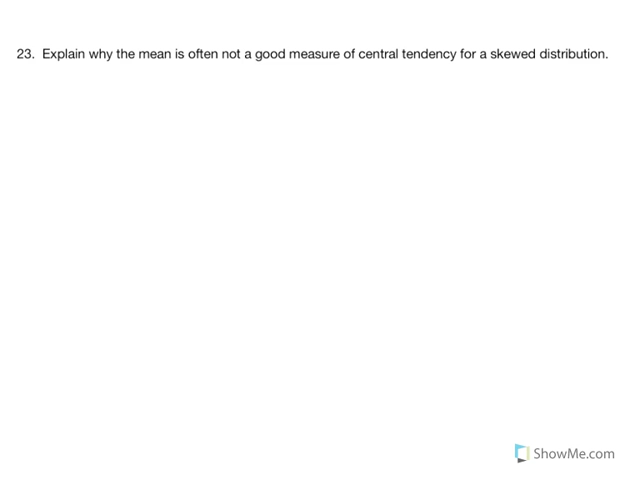 23. Explain why the mean is often not a good measure of central tendency for a skewed distribution.
ShowMe.com